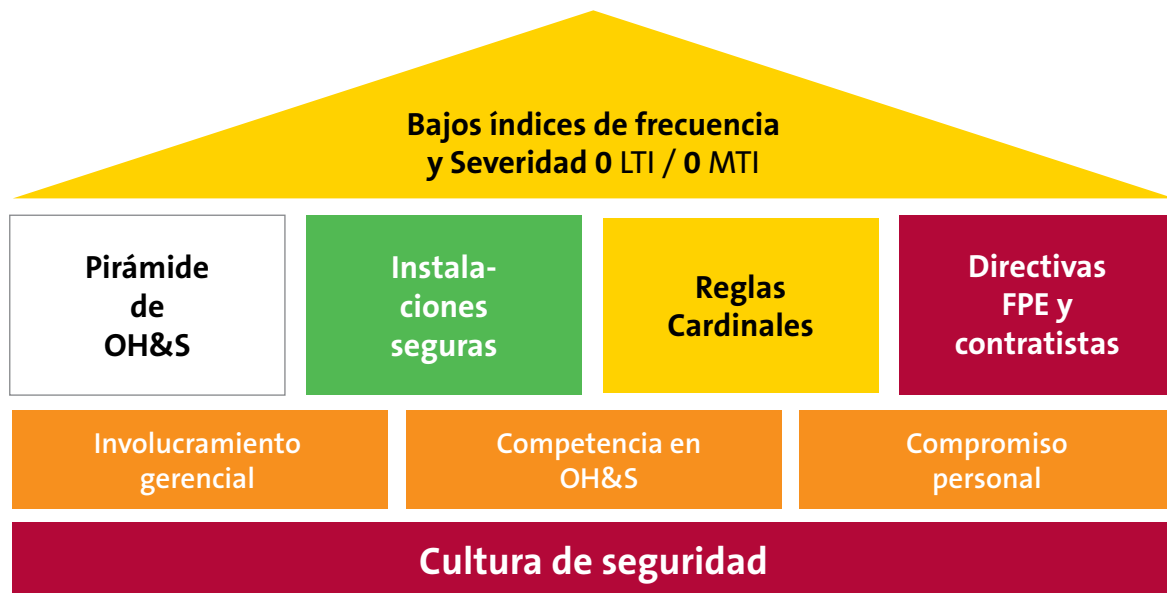 Bajos índices de frecuencia
y Severidad 0 LTI / 0 MTI
Pirámide
de
OH&S
Instala-
ciones
seguras
Reglas
Cardinales
Directivas
FPE y
contratistas
Involucramiento
gerencial
Competencia en
OH&S
Compromiso
personal
Cultura de seguridad